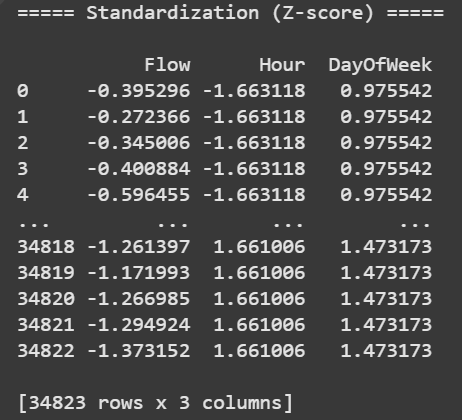 ===== Standardization (Z-score) =====
Flow Hour DayOfWeek
0 -0.395296 -1.663118 0.975542
1 -0.272366 -1.663118 0.975542
2 -0.345006 -1.663118 0.975542
3 -0.400884 -1.663118 0.975542
4 -0.596455 -1.663118 0.975542
... ... ... ...
34818 -1.261397 1.661006 1.473173
34819 -1.171993 1.661006 1.473173
34820 -1.266985 1.661006 1.473173
34821 -1.294924 1.661006 1.473173
34822 -1.373152 1.661006 1.473173
[34823 rows x 3 columns]